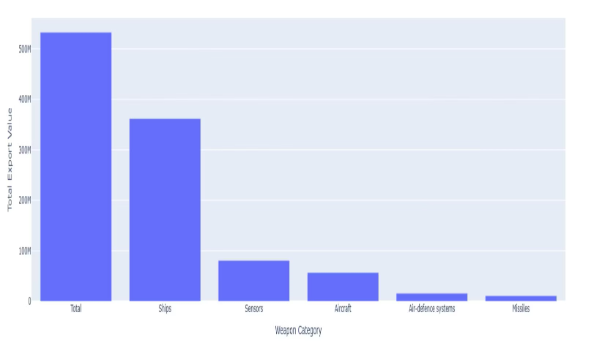 Total Export Value
500M
400M
300M
200M
100M
0
Total
Ships
Sensors
Aircraft
Air-defence systems
Missiles
Weapon Category